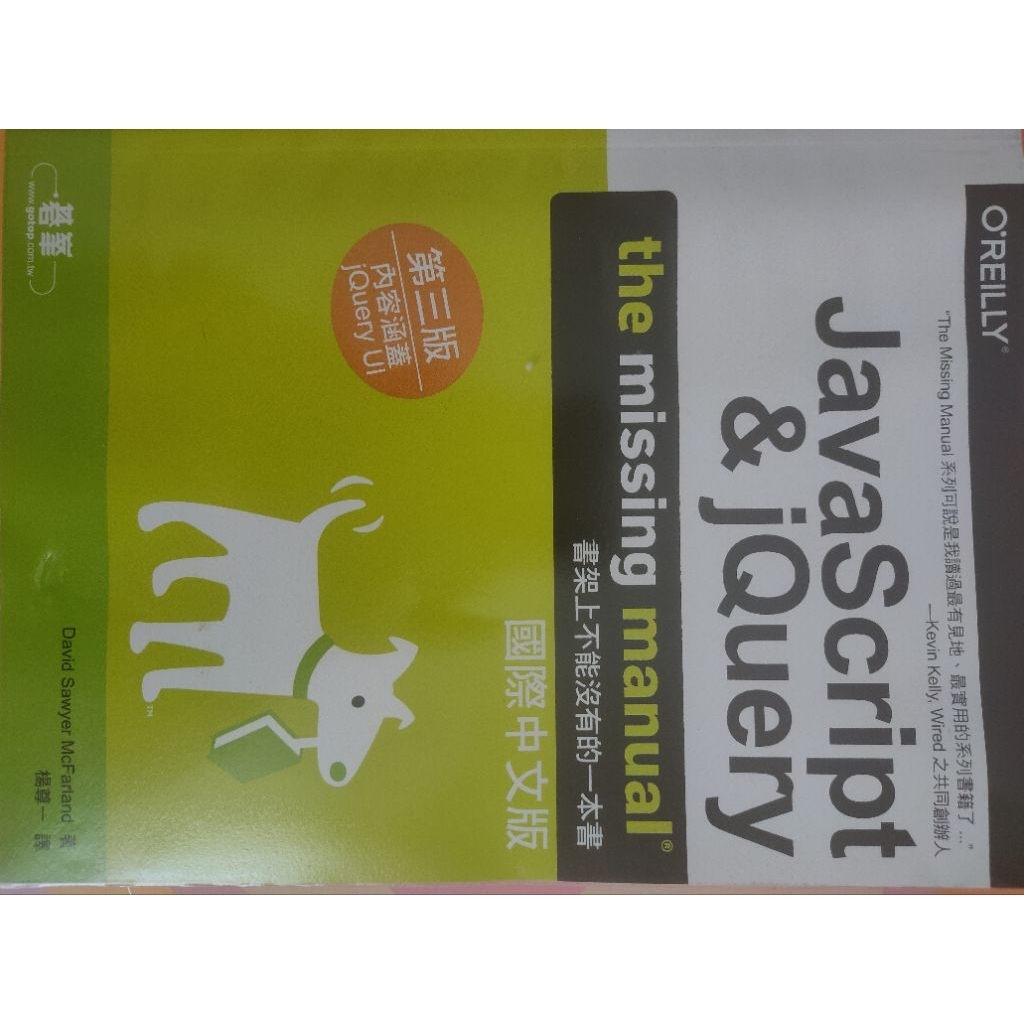 O'REILLY®
"The Missing Manual 系列可說是我讀過最有見地、最實用的系列書籍了 ..."
—Kevin Kelly, Wired 之共同創辦人
JavaScript
& jQuery
the missing manual®
書架上不能沒有的一本書
國際中文版
第三版
內容涵蓋
jQuery UI
TM
David Sawyer McFarland 著
楊尊一 譯
碁峯
www.gotop.com.tw